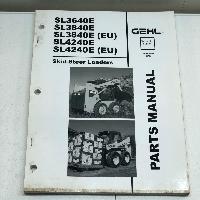 SL3640E
SL3840E
SL3840E (EU)
SL4240E
SL4240E (EU)
Skid Steer Loaders
GEHL
PARTS MANUAL